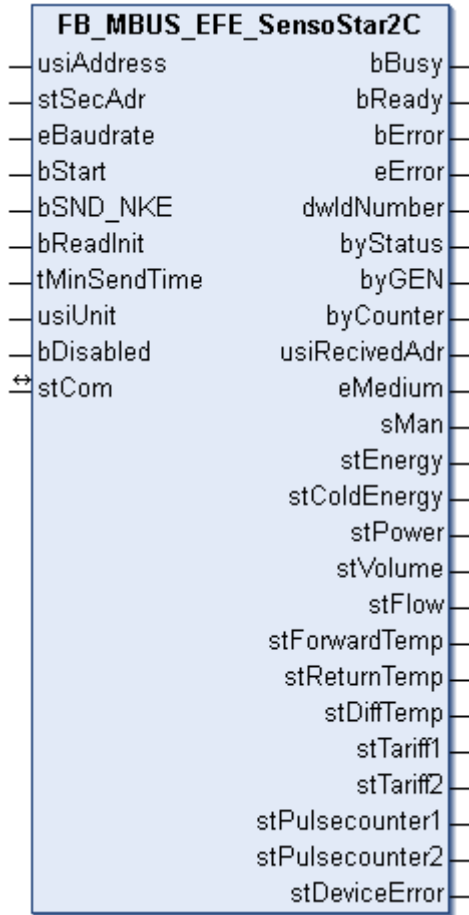 FB_MBUS_EFE_SensoStar2C
usiAddress bBusy
stSecAdr bReady
eBaudrate bError
bStart eError
bSND_NKE dwIdNumber
bReadInit byStatus
tMinSendTime byGEN
usiUnit byCounter
bDisabled usiRecivedAdr
stCom eMedium
sMan
stEnergy
stColdEnergy
stPower
stVolume
stFlow
stForwardTemp
stReturnTemp
stDiffTemp
stTariff1
stTariff2
stPulsecounter1
stPulsecounter2
stDeviceError